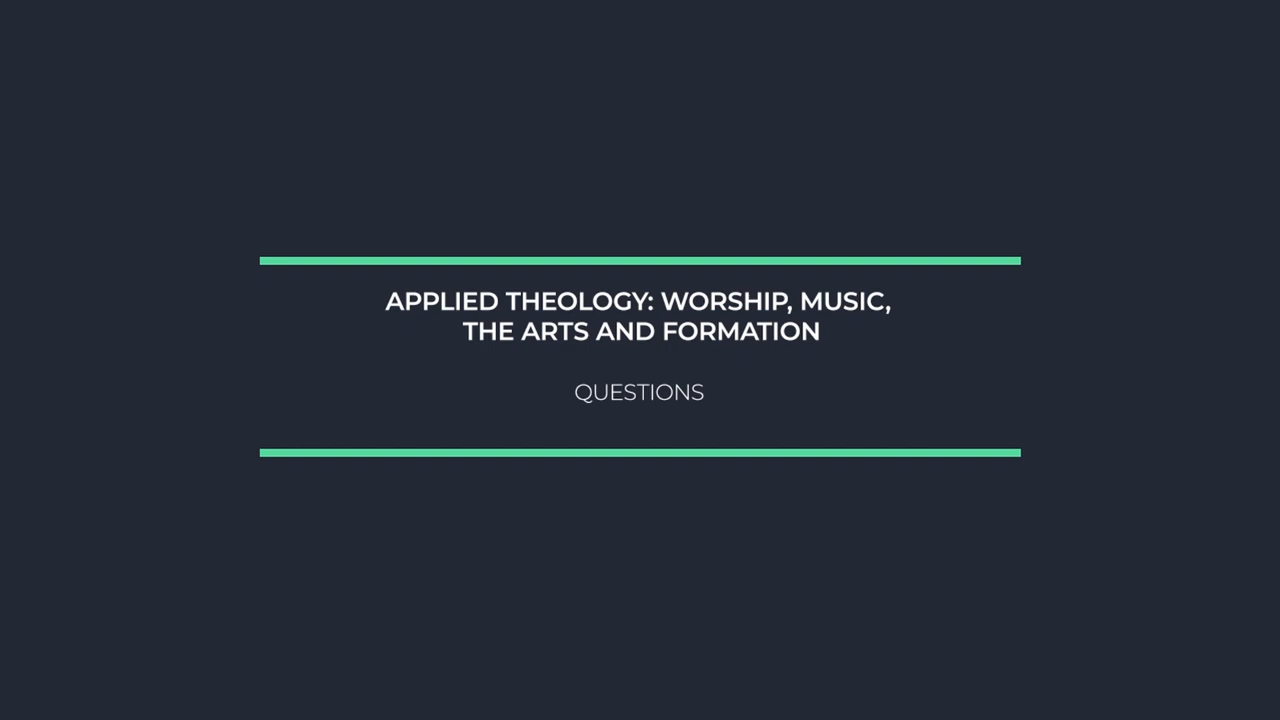 APPLIED THEOLOGY: WORSHIP, MUSIC,
THE ARTS AND FORMATION
QUESTIONS